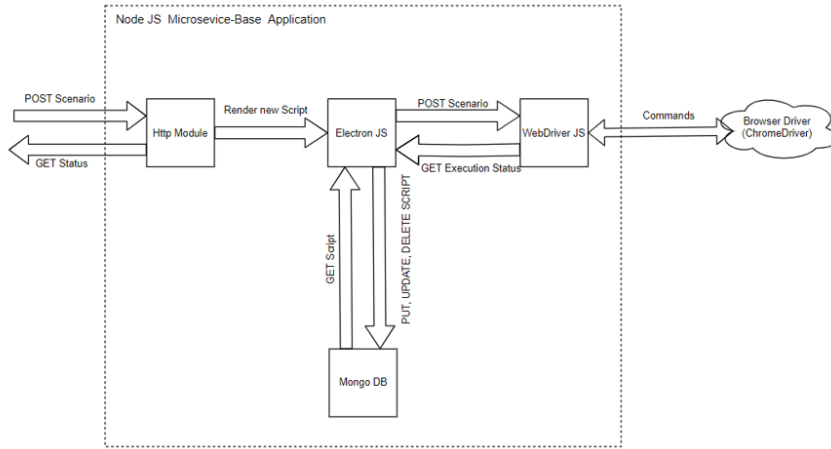 Node JS Microsevice-Base Application
POST Scenario
Http Module
GET Status
Render new Script
Electron JS
POST Scenario
GET Execution Status
WebDriver JS
Commands
Browser Driver
(ChromeDriver)
GET Script
PUT, UPDATE, DELETE SCRIPT
Mongo DB